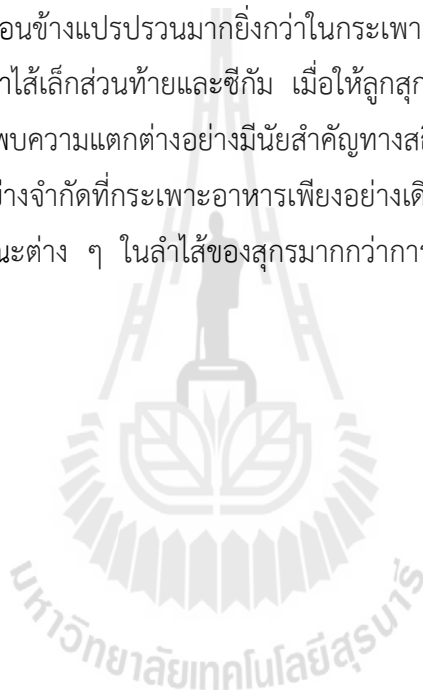 อนข้างแปรปรวนมากยิ่งกว่าในกระเพา
าไส้เล็กส่วนท้ายและซีกัม เมื่อให้ลูกสุก
พบความแตกต่างอย่างมีนัยสำคัญทางสถิ
ย่างจำกัดที่กระเพาะอาหารเพียงอย่างเดี
ณะต่าง ๆ ในลำไส้ของสุกรมากกว่าการ
มหาวิทยาลัยเทคโนโลยีสุรนารี